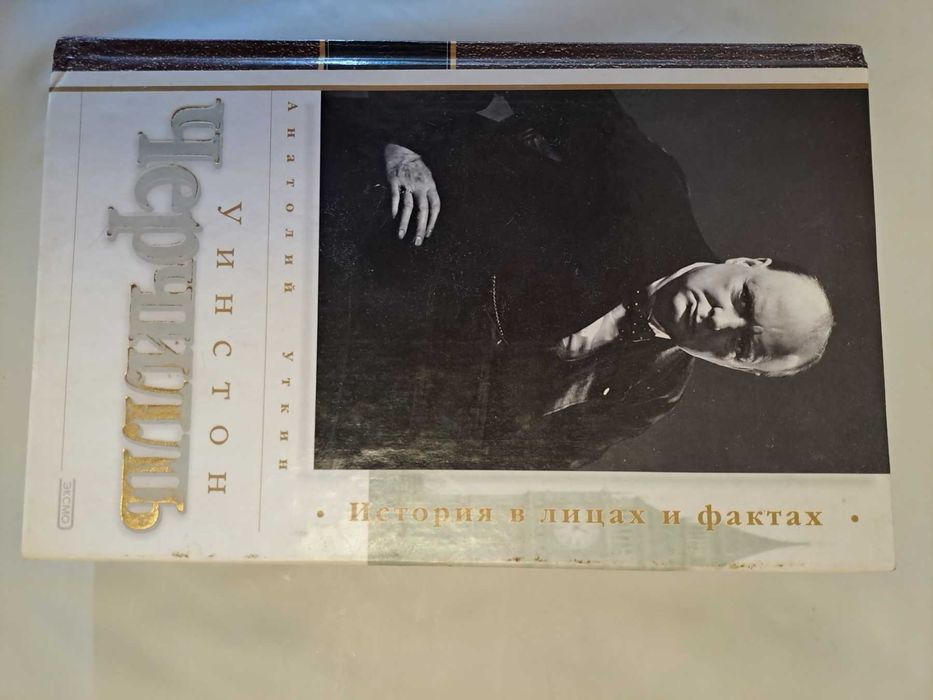 Анатолий Уткин
Уинстон
Черчилль
• История в лицах и фактах •
ЭКСМО